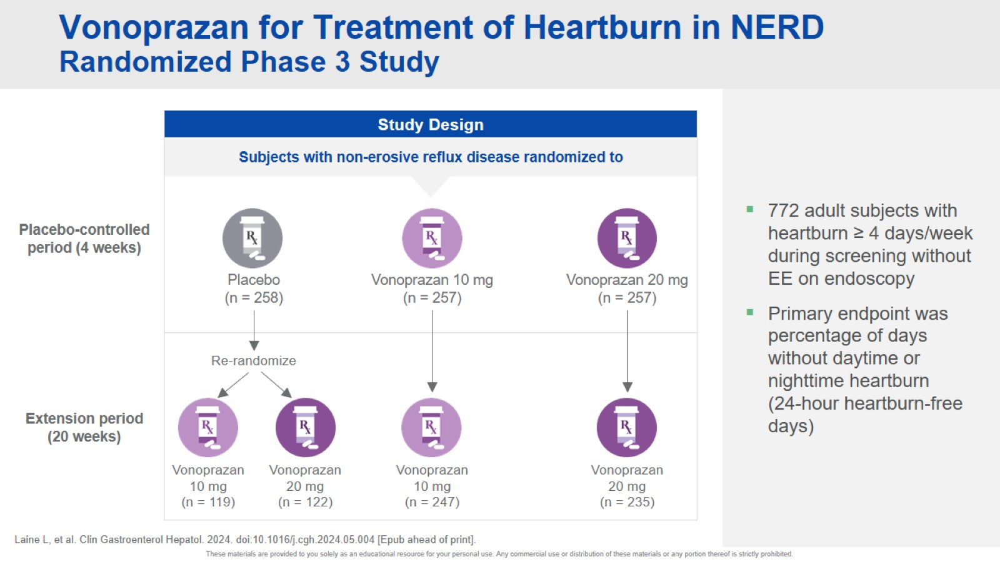 Vonoprazan for Treatment of Heartburn in NERD
Randomized Phase 3 Study
Study Design
Subjects with non-erosive reflux disease randomized to
Placebo-controlled
period (4 weeks)
Rx
Placebo
(n = 258)
Rx
Vonoprazan 10 mg
(n = 257)
Rx
Vonoprazan 20 mg
(n = 257)
Re-randomize
Extension period
(20 weeks)
Rx
Vonoprazan
10 mg
(n = 119)
Rx
Vonoprazan
20 mg
(n = 122)
Rx
Vonoprazan
10 mg
(n = 247)
Rx
Vonoprazan
20 mg
(n = 235)
▪ 772 adult subjects with
heartburn ≥ 4 days/week
during screening without
EE on endoscopy
▪ Primary endpoint was
percentage of days
without daytime or
nighttime heartburn
(24-hour heartburn-free
days)
Laine L, et al. Clin Gastroenterol Hepatol. 2024. doi:10.1016/j.cgh.2024.05.004 [Epub ahead of print].
These materials are provided to you solely as an educational resource for your personal use. Any commercial use or distribution of these materials or any portion thereof is strictly prohibited.